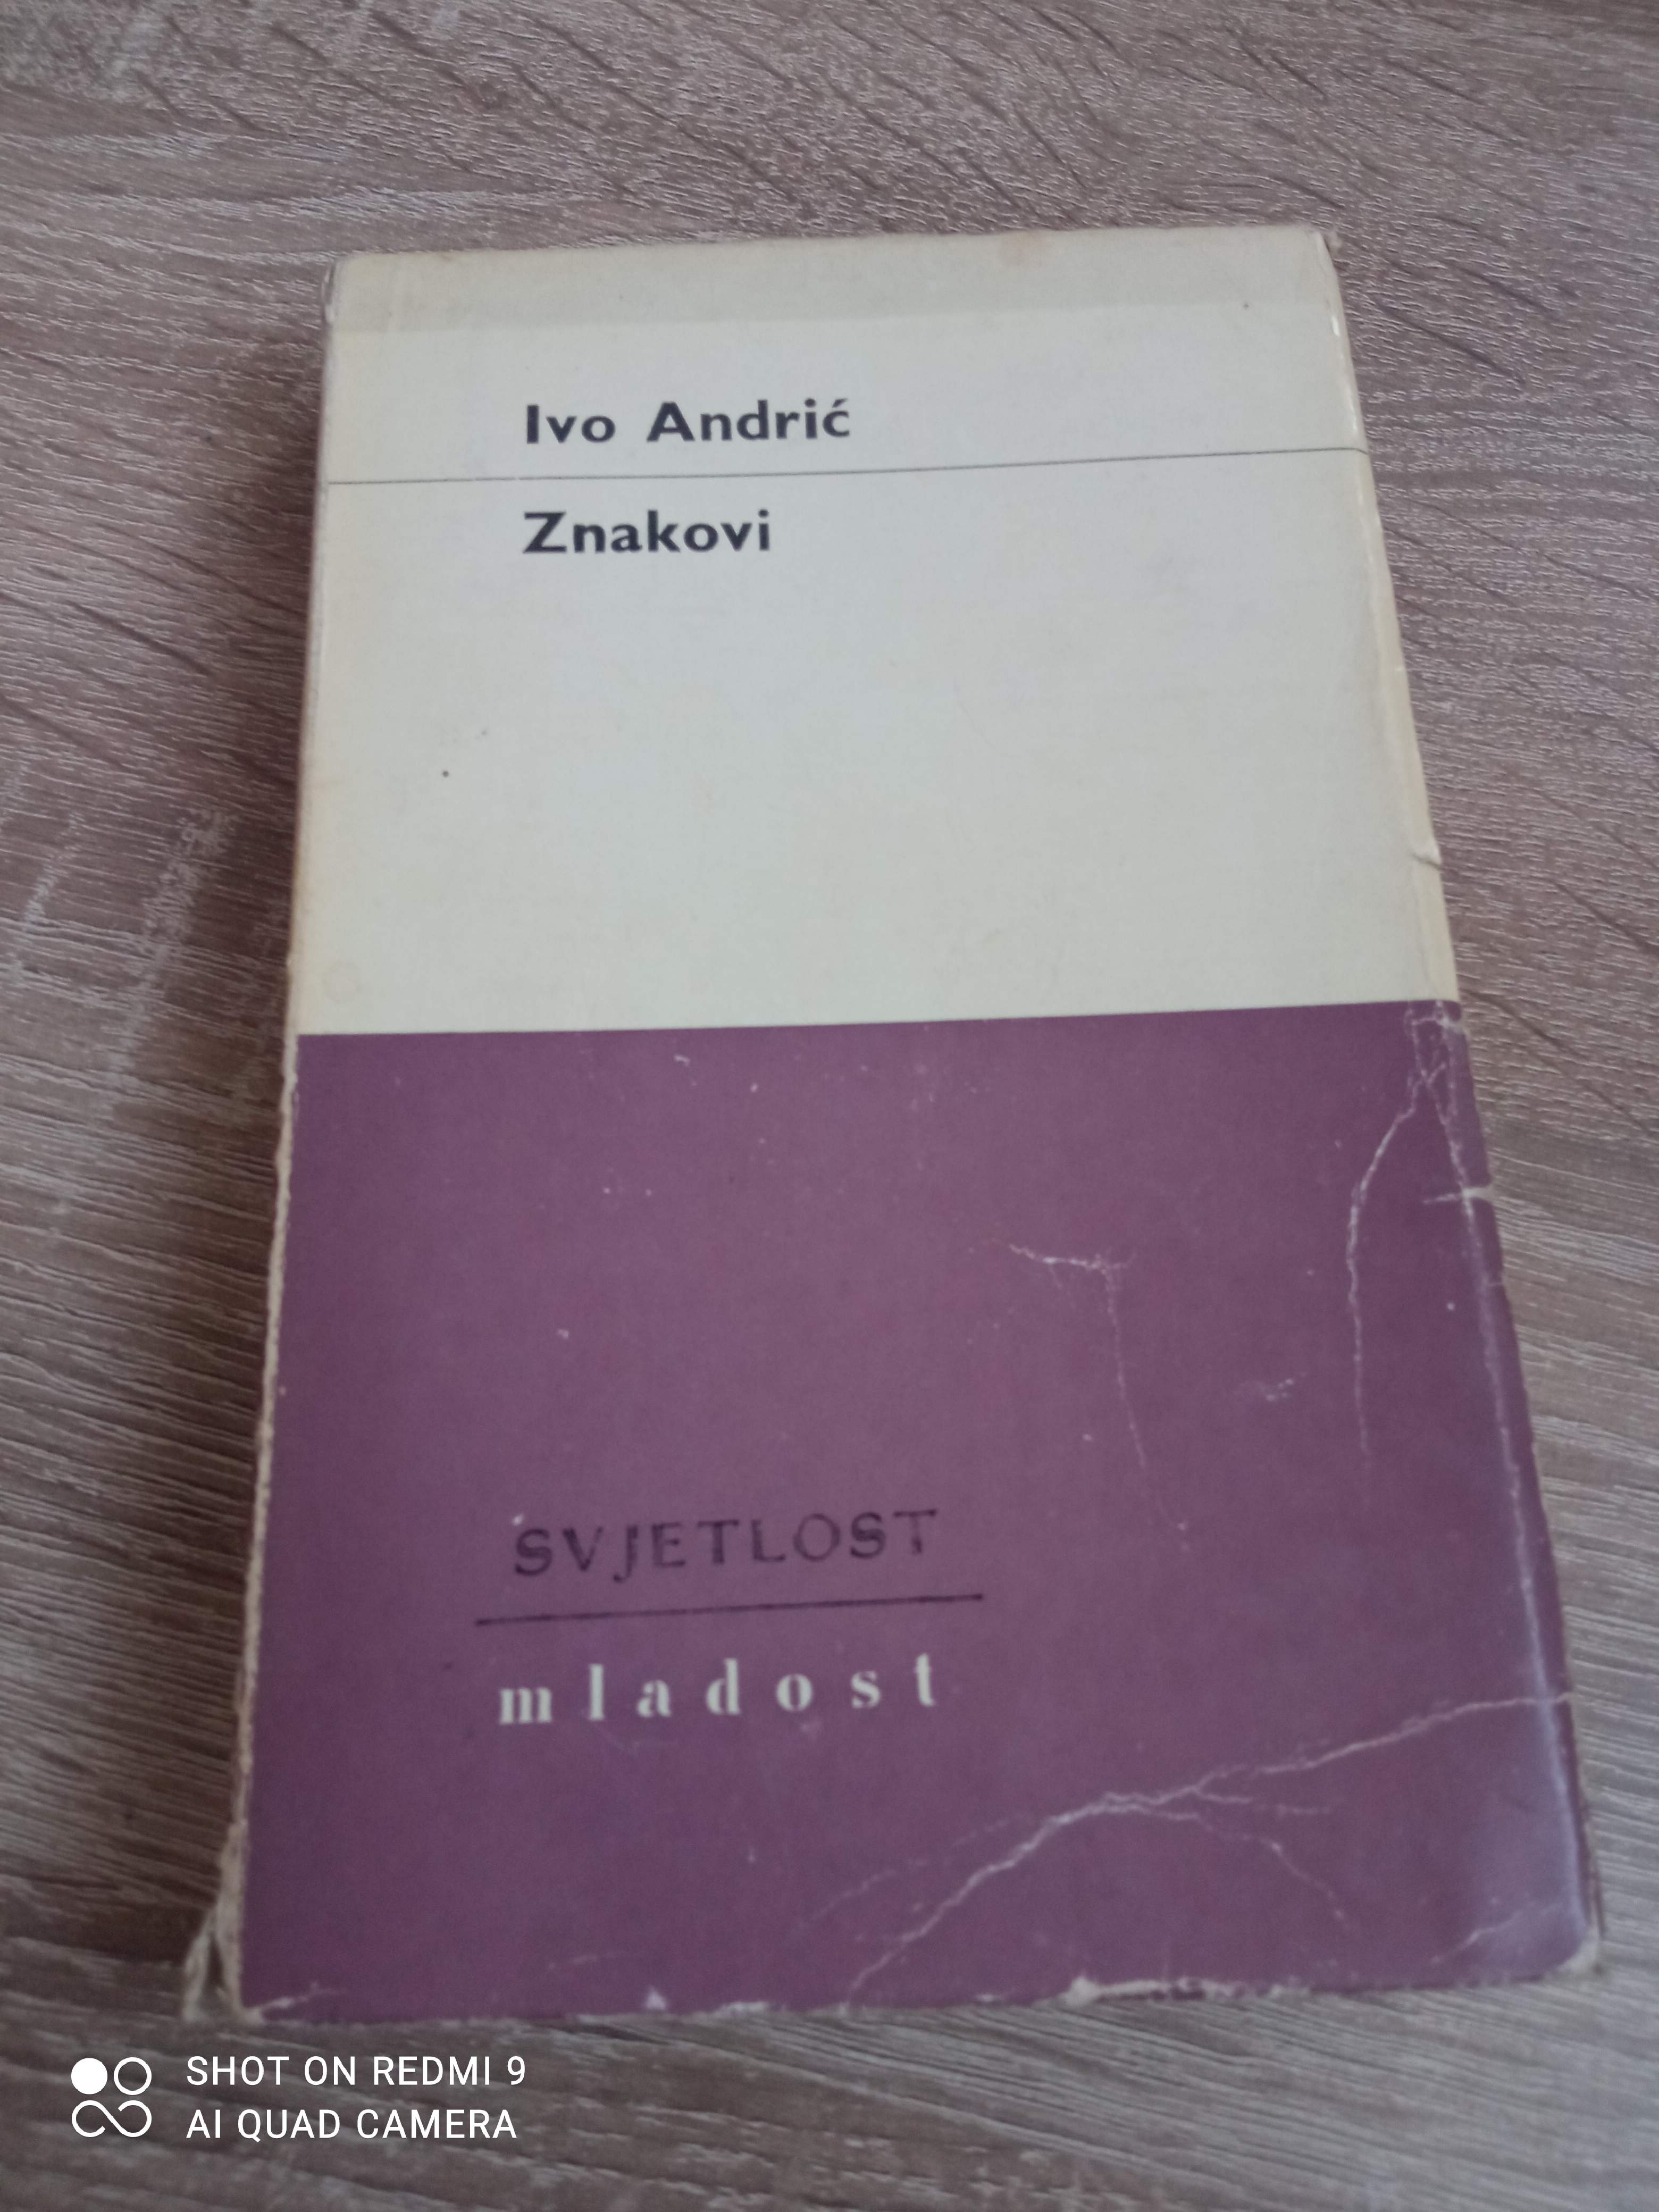 Ivo Andrić
Znakovi
SVJETLOST
mladost
SHOT ON REDMI 9
AI QUAD CAMERA